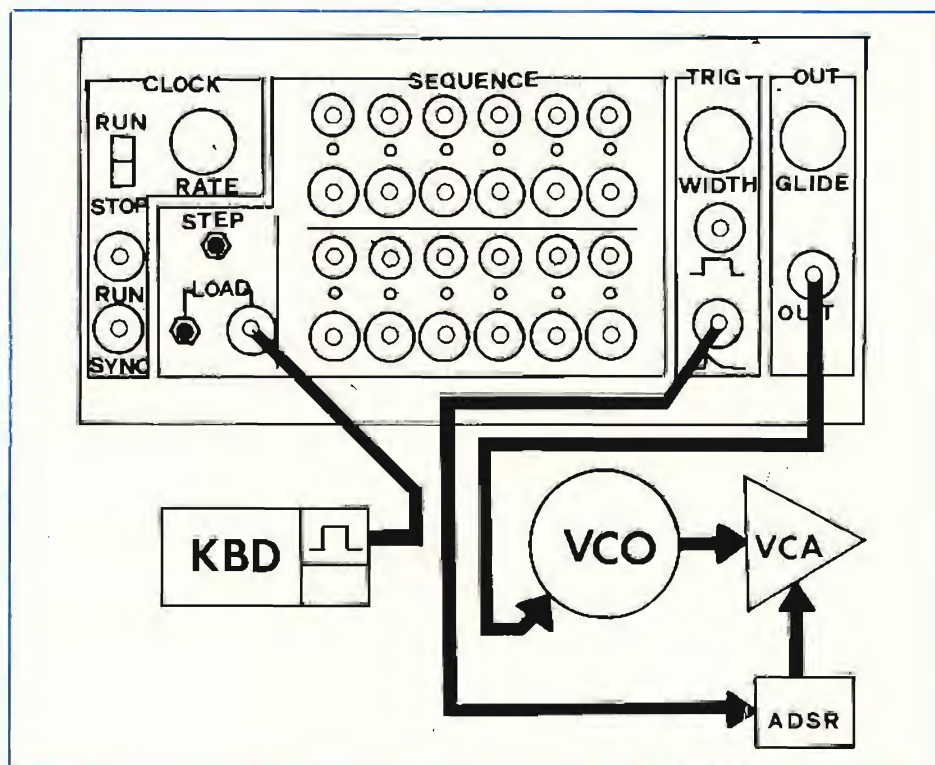 CLOCK
SEQUENCE
TRIG
OUT
RUN
RATE
STOP
WIDTH
GLIDE
STEP
RUN
LOAD
OUT
SYNC
KBD
VCO
VCA
ADSR